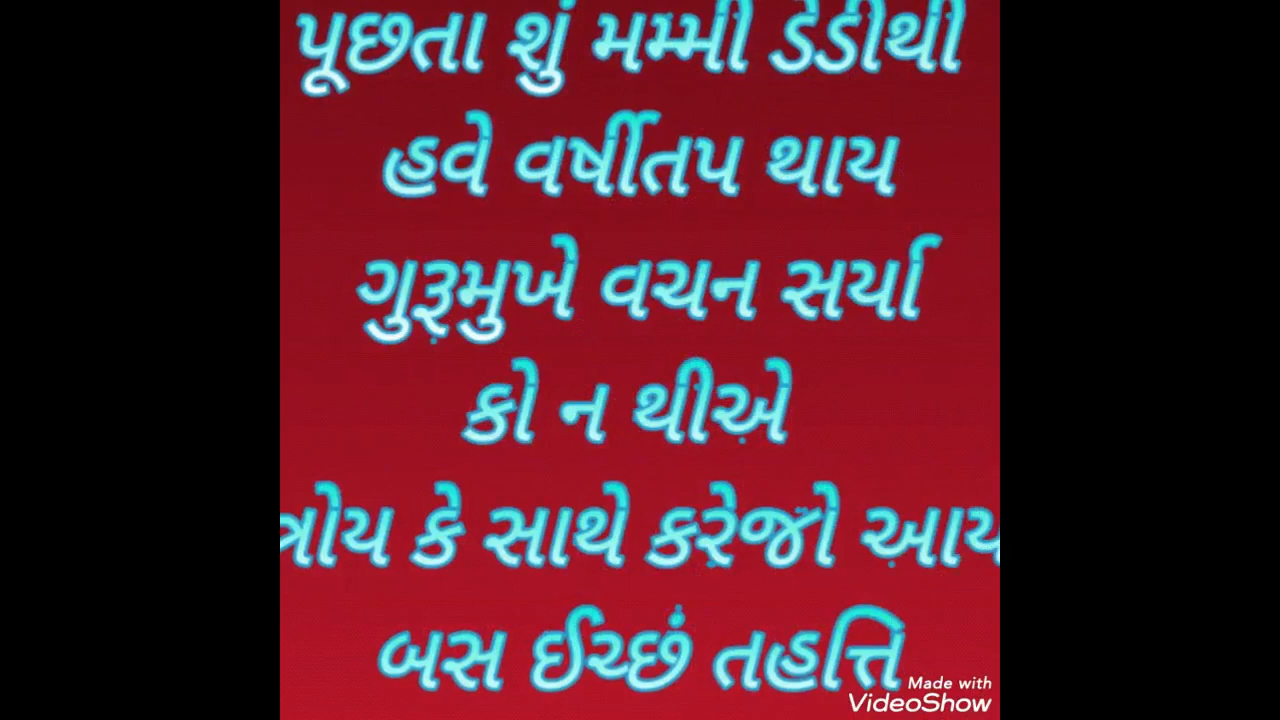 પૂછતા શું મમ્મી ડેડીથી
હવે વર્ષીતપ થાય
ગુરૂમુખે વચન સર્યા
કો ન થીએ
ત્રોય કે સાથે કરેજો આય
બસ ઈચ્છં તહત્તિ
Made with
VideoShow